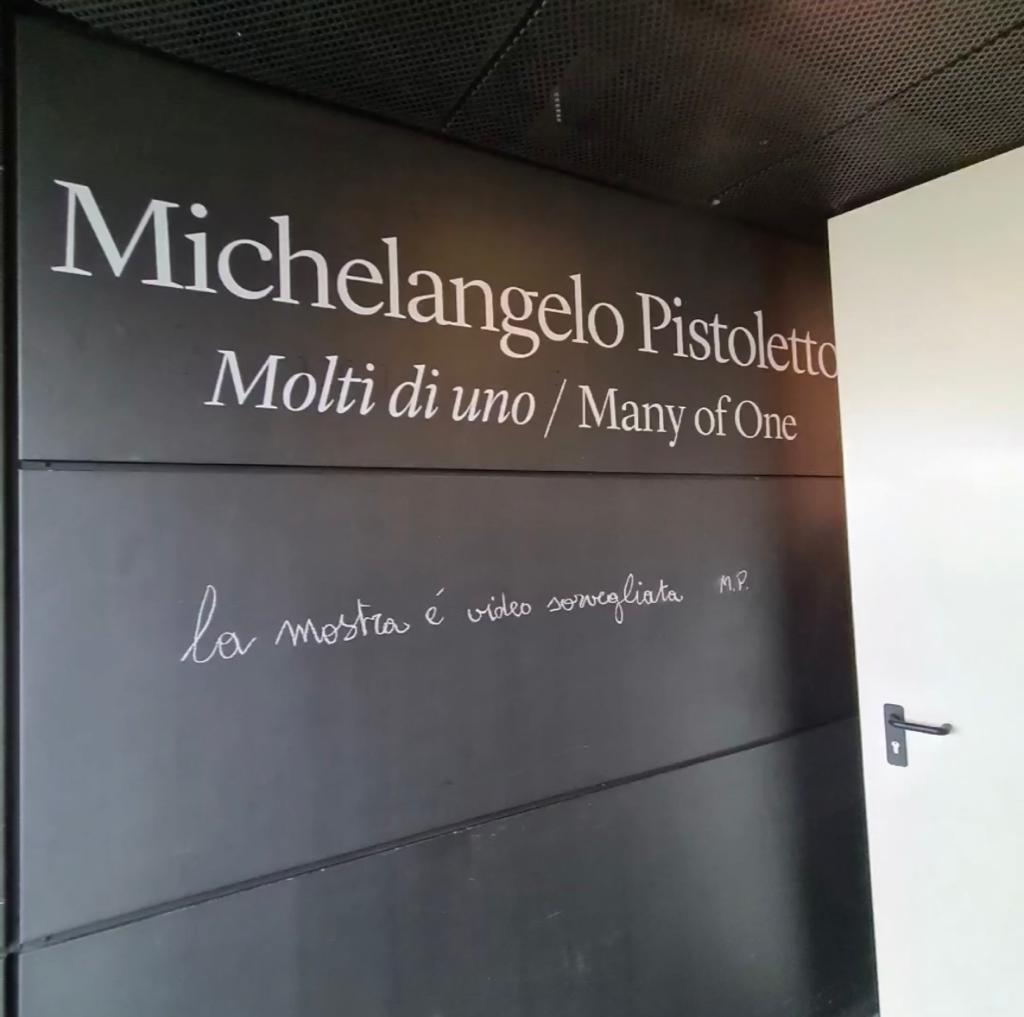 Michelangelo Pistoletto
Molti di uno / Many of One
la mostra é video sorvegliata M.P.